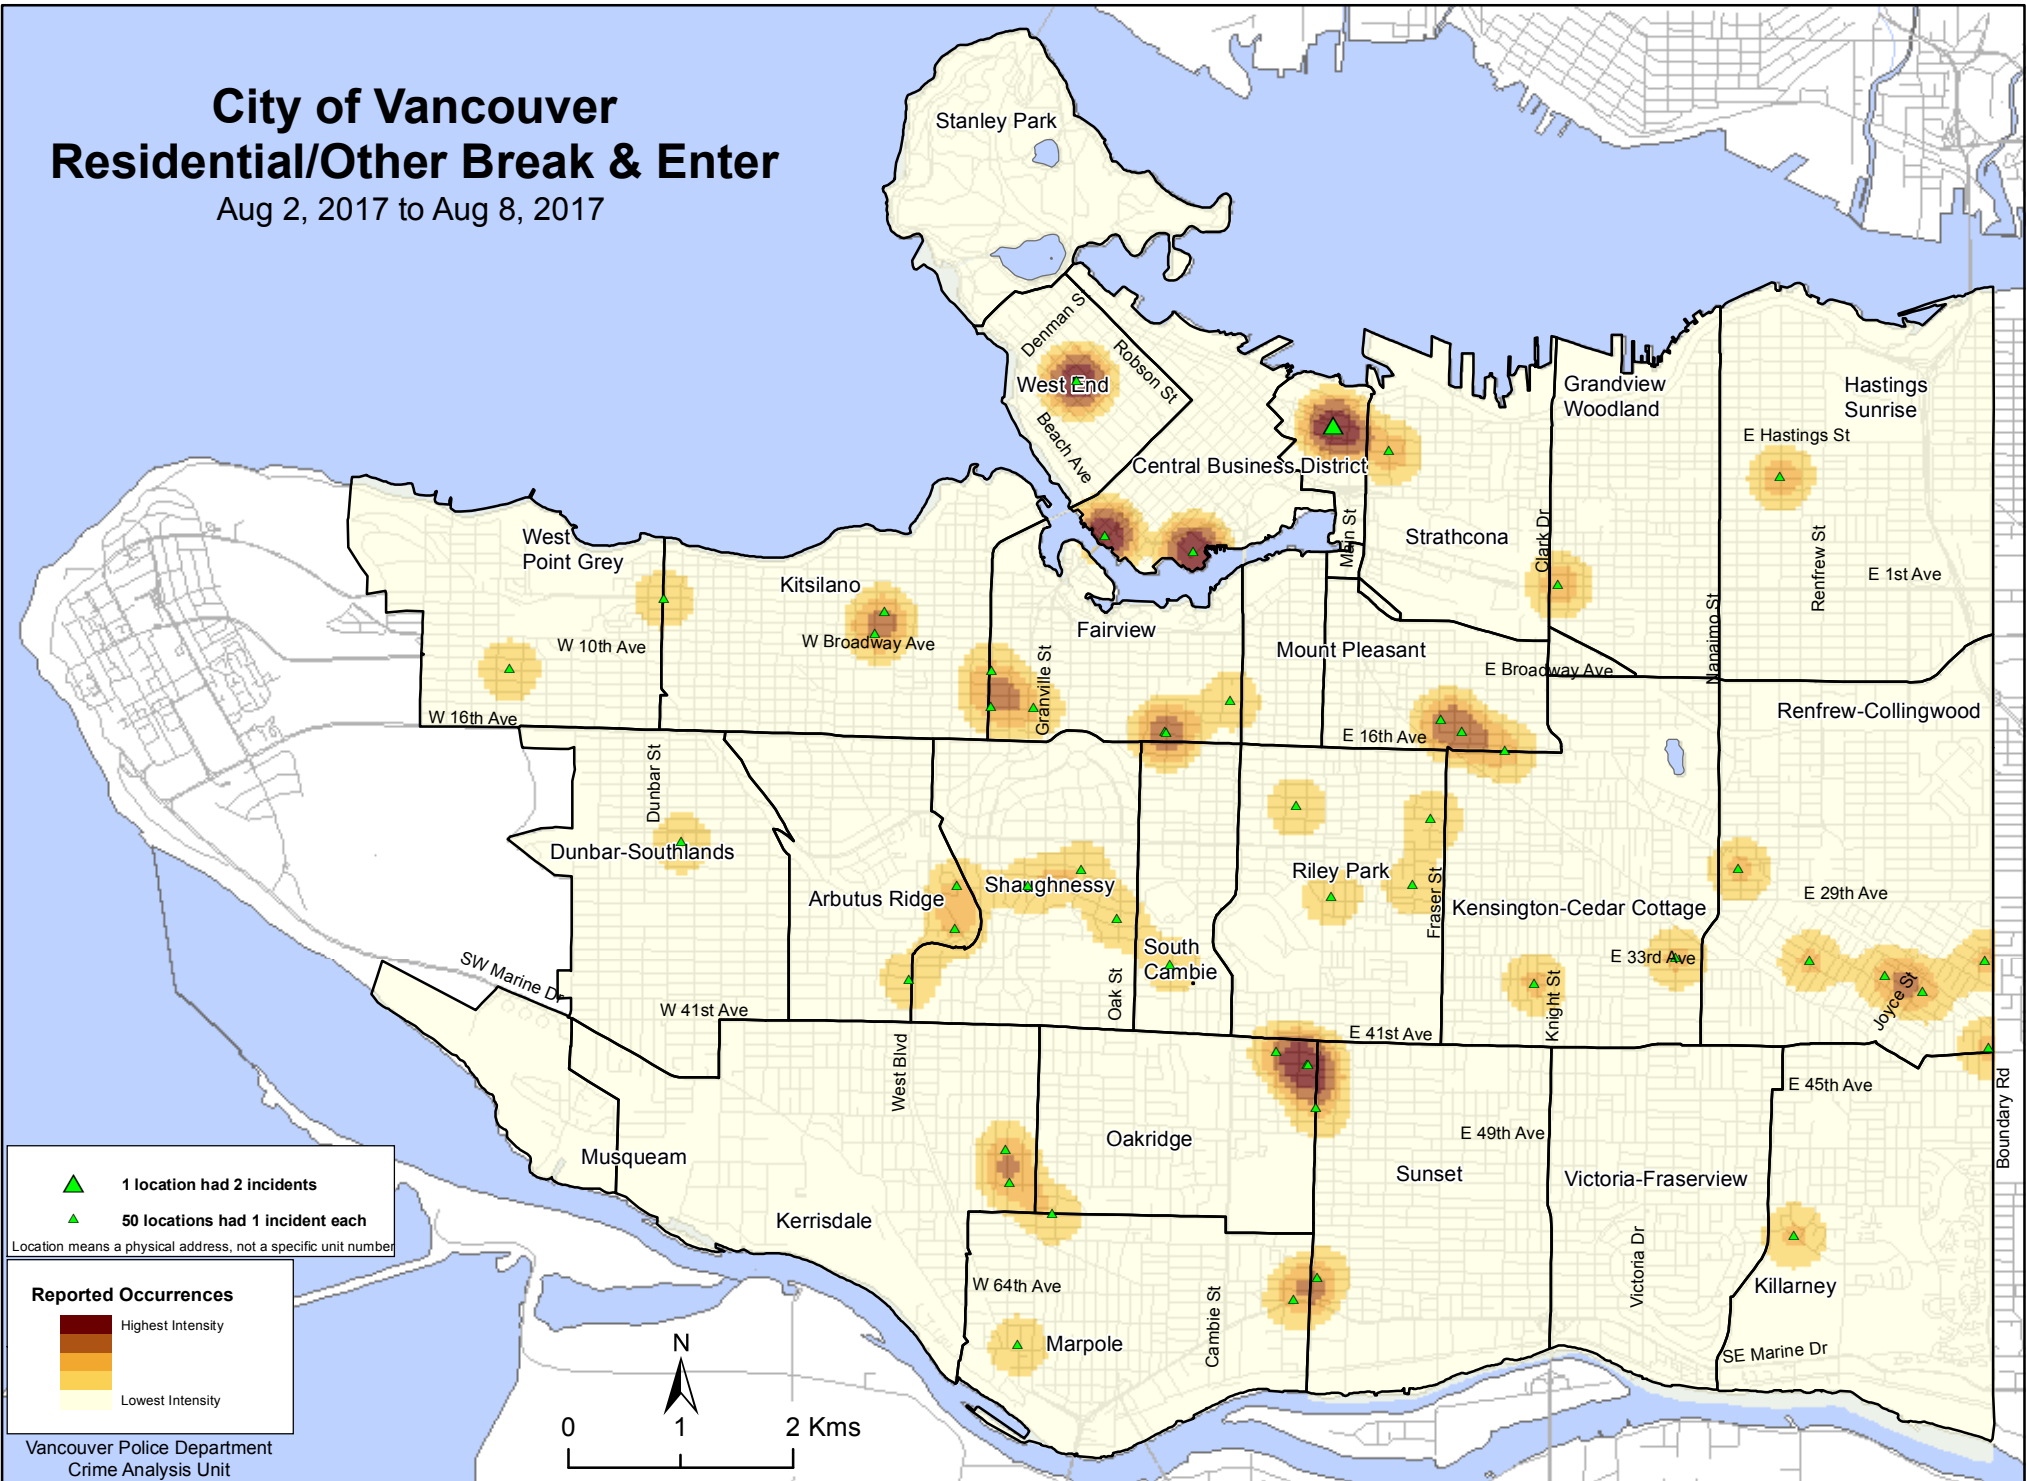 City of Vancouver
Residential/Other Break & Enter
Aug 2, 2017 to Aug 8, 2017
Stanley Park
Denman St
Robson St
West End
Beach Ave
Central Business District
Grandview
Woodland
Hastings
Sunrise
E Hastings St
Main St
Strathcona
Clark Dr
Renfrew St
E 1st Ave
Nanaimo St
West
Point Grey
Kitsilano
W 10th Ave
W Broadway Ave
Fairview
Granville St
Mount Pleasant
E Broadway Ave
W 16th Ave
E 16th Ave
Renfrew-Collingwood
Dunbar St
Dunbar-Southlands
Arbutus Ridge
Shaughnessy
Riley Park
Fraser St
Kensington-Cedar Cottage
E 29th Ave
South
Cambie
Oak St
E 33rd Ave
Knight St
Joyce St
SW Marine Dr
W 41st Ave
E 41st Ave
West Blvd
E 45th Ave
Boundary Rd
Musqueam
Oakridge
E 49th Ave
Sunset
Victoria-Fraserview
Kerrisdale
W 64th Ave
Marpole
Cambie St
Victoria Dr
Killarney
SE Marine Dr
1 location had 2 incidents
50 locations had 1 incident each
Location means a physical address, not a specific unit number
Reported Occurrences
Highest Intensity
Lowest Intensity
Vancouver Police Department
Crime Analysis Unit
N
0 1 2 Kms